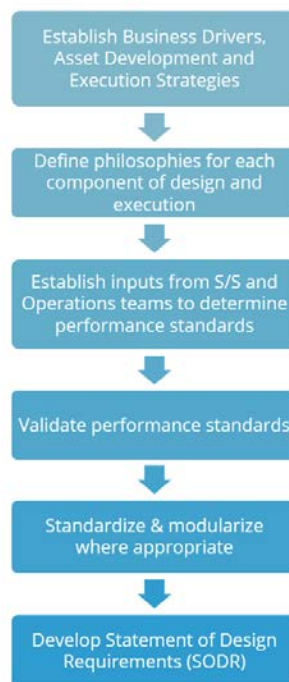 Establish Business Drivers,
Asset Development and
Execution Strategies
Define philosophies for each
component of design and
execution
Establish inputs from S/S and
Operations teams to determine
performance standards
Validate performance standards
Standardize & modularize
where appropriate
Develop Statement of Design
Requirements (SODR)